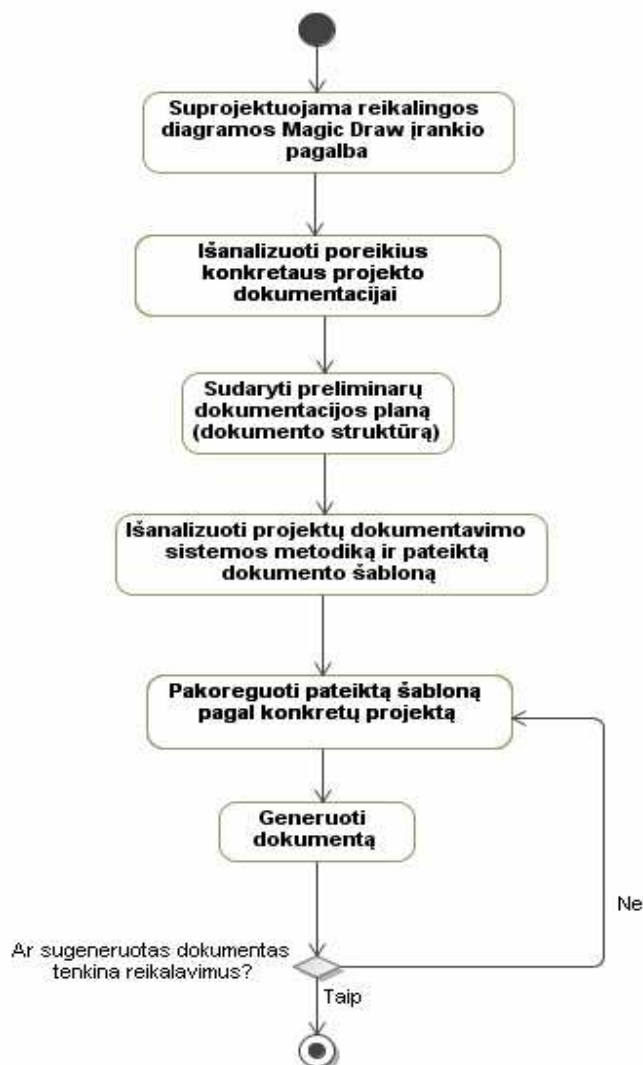 Suprojektuojama reikalingos
diagramos Magic Draw įrankio
pagalba
Išanalizuoti poreikius
konkretaus projekto
dokumentacijai
Sudaryti preliminarų
dokumentacijos planą
(dokumento struktūrą)
Išanalizuoti projektų dokumentavimo
sistemos metodiką ir pateiktą
dokumento šabloną
Pakoreguoti pateiktą šabloną
pagal konkretų projektą
Generuoti
dokumentą
Ne
Ar sugeneruotas dokumentas
tenkina reikalavimus?
Taip